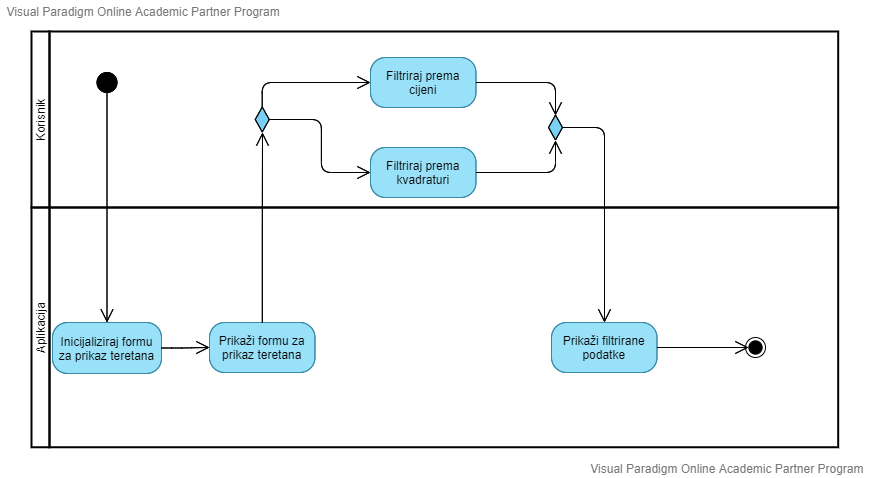 Visual Paradigm Online Academic Partner Program
Korisnik
Filtriraj prema
cijeni
Filtriraj prema
kvadraturi
Aplikacija
Inicijaliziraj formu
za prikaz teretana
Prikaži formu za
prikaz teretana
Prikaži filtrirane
podatke
Visual Paradigm Online Academic Partner Program